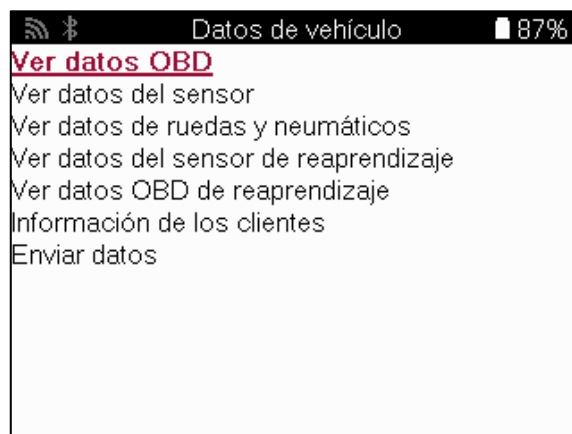 Datos de vehículo 87%
Ver datos OBD
Ver datos del sensor
Ver datos de ruedas y neumáticos
Ver datos del sensor de reaprendizaje
Ver datos OBD de reaprendizaje
Información de los clientes
Enviar datos